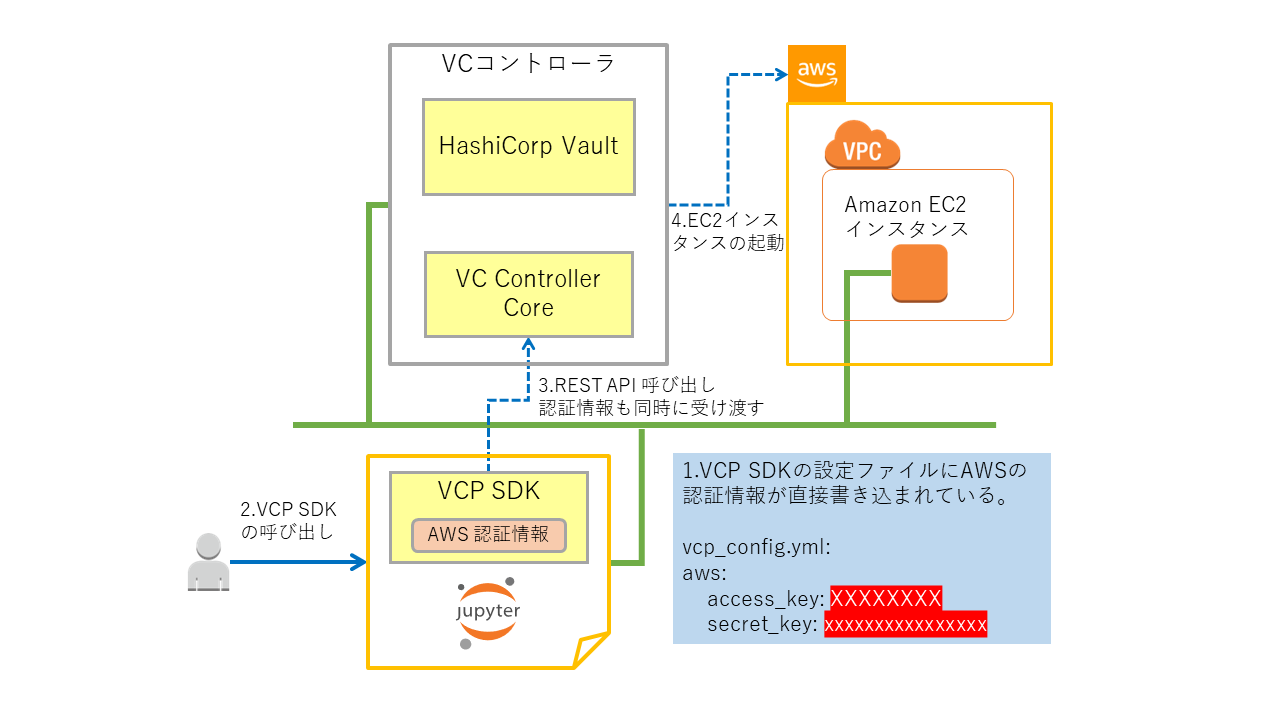 VCコントローラ
HashiCorp Vault
VC Controller
Core
aws
VPC
Amazon EC2
インスタンス
4.EC2インス
タンスの起動
3.REST API 呼び出し
認証情報も同時に受け渡す
VCP SDK
AWS 認証情報
jupyter
2.VCP SDK
の呼び出し
1.VCP SDKの設定ファイルにAWSの
認証情報が直接書き込まれている。
vcp_config.yml:
aws:
access_key: XXXXXXXX
secret_key: xxxxxxxxxxxxxxxx